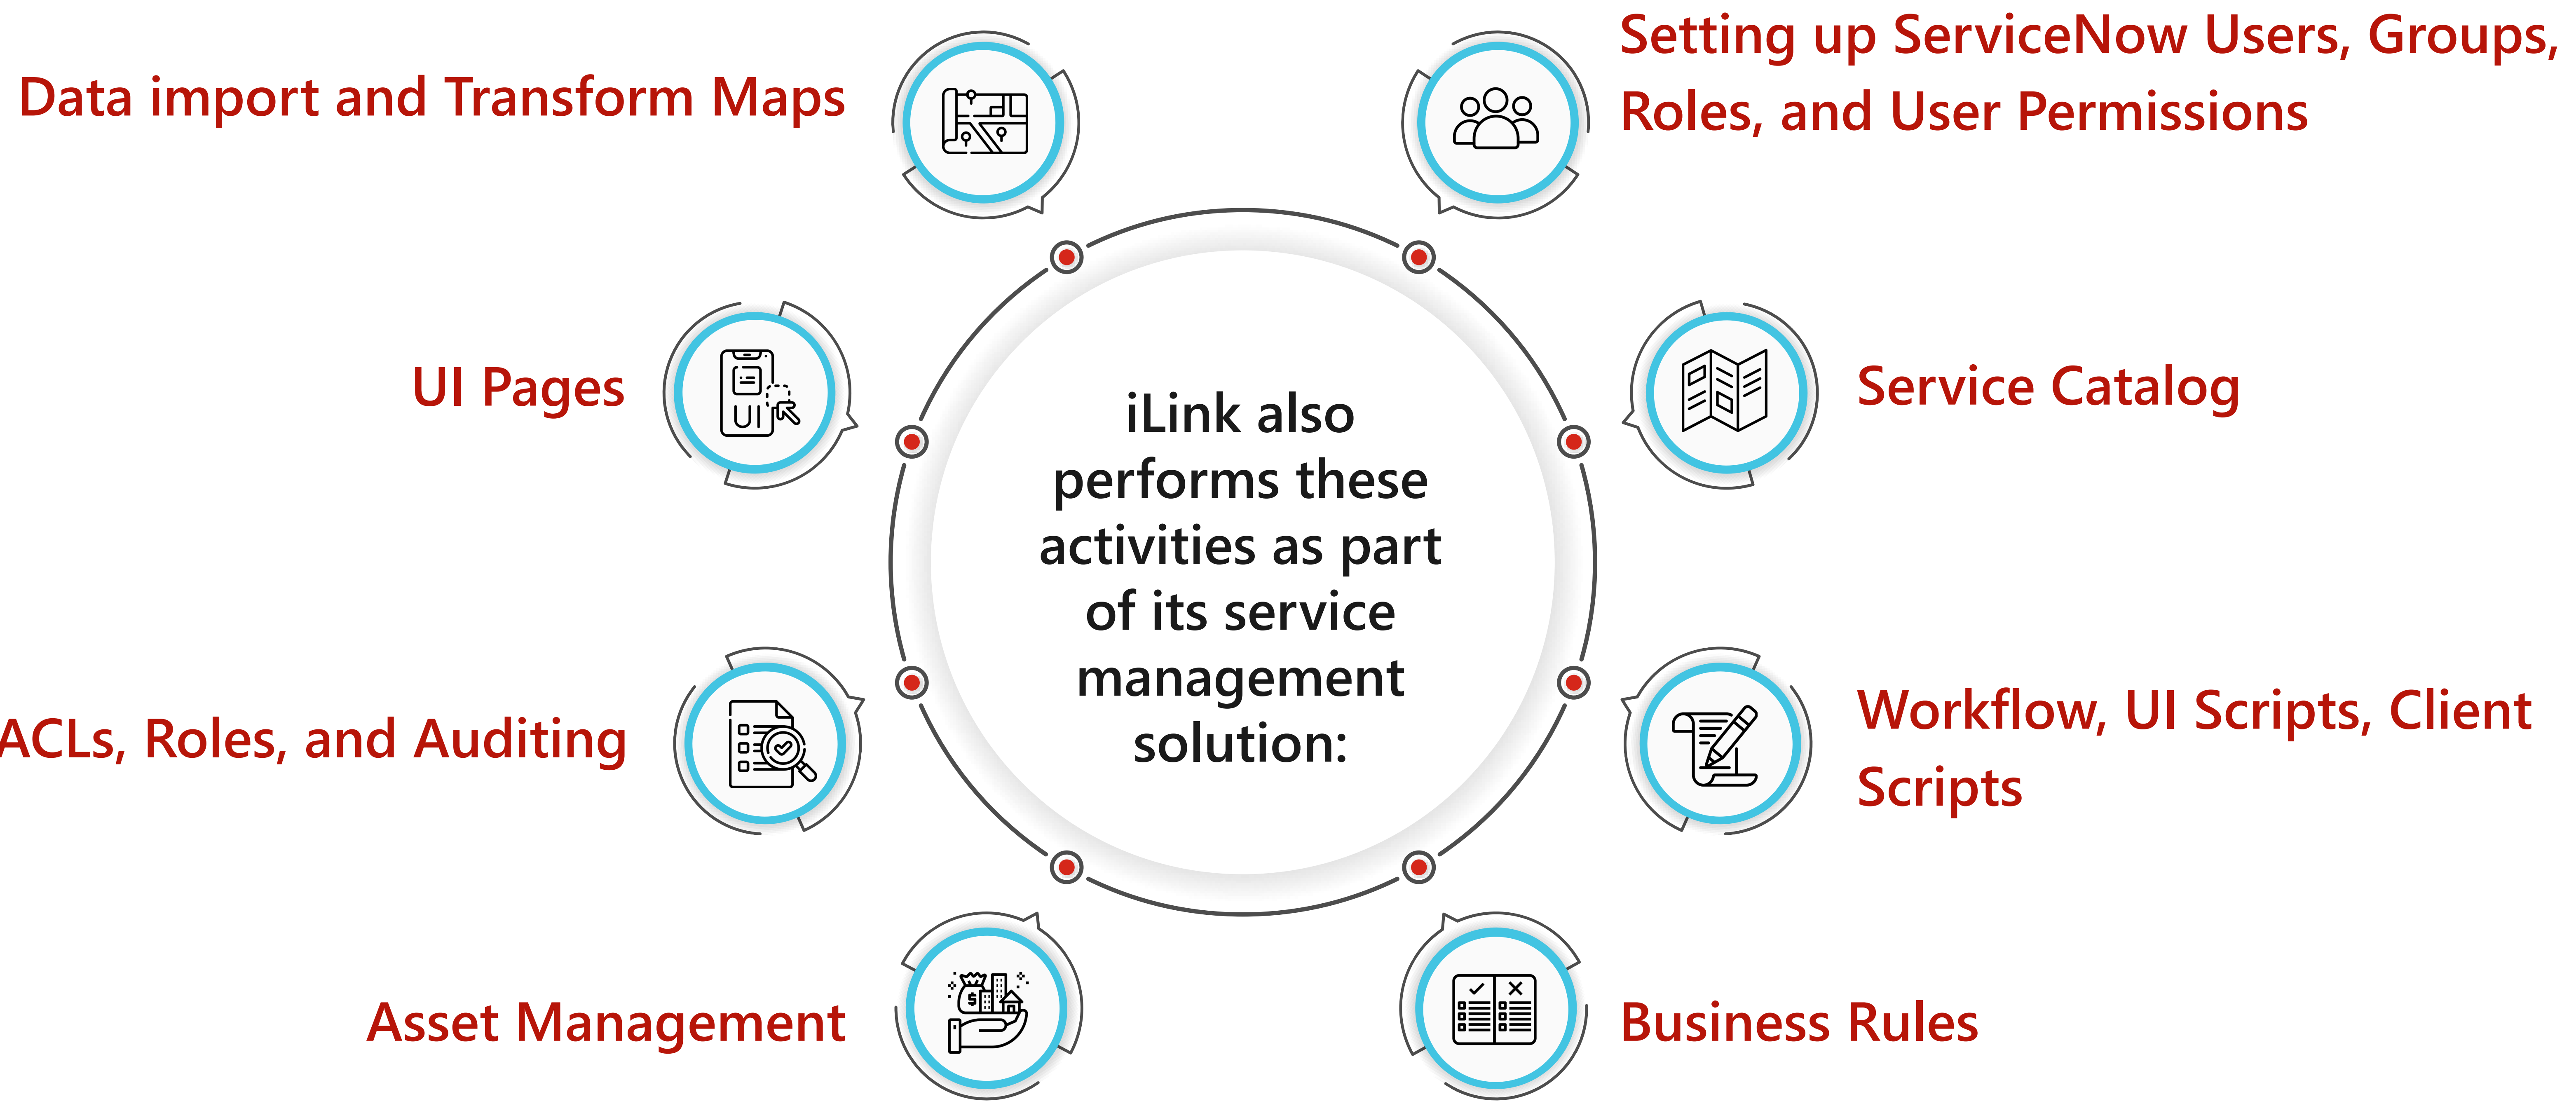 Data import and Transform Maps
Setting up ServiceNow Users, Groups,
Roles, and User Permissions
UI Pages
UI
Service Catalog
iLink also
performs these
activities as part
of its service
management
solution:
ACLs, Roles, and Auditing
Workflow, UI Scripts, Client
Scripts
$
Asset Management
Business Rules